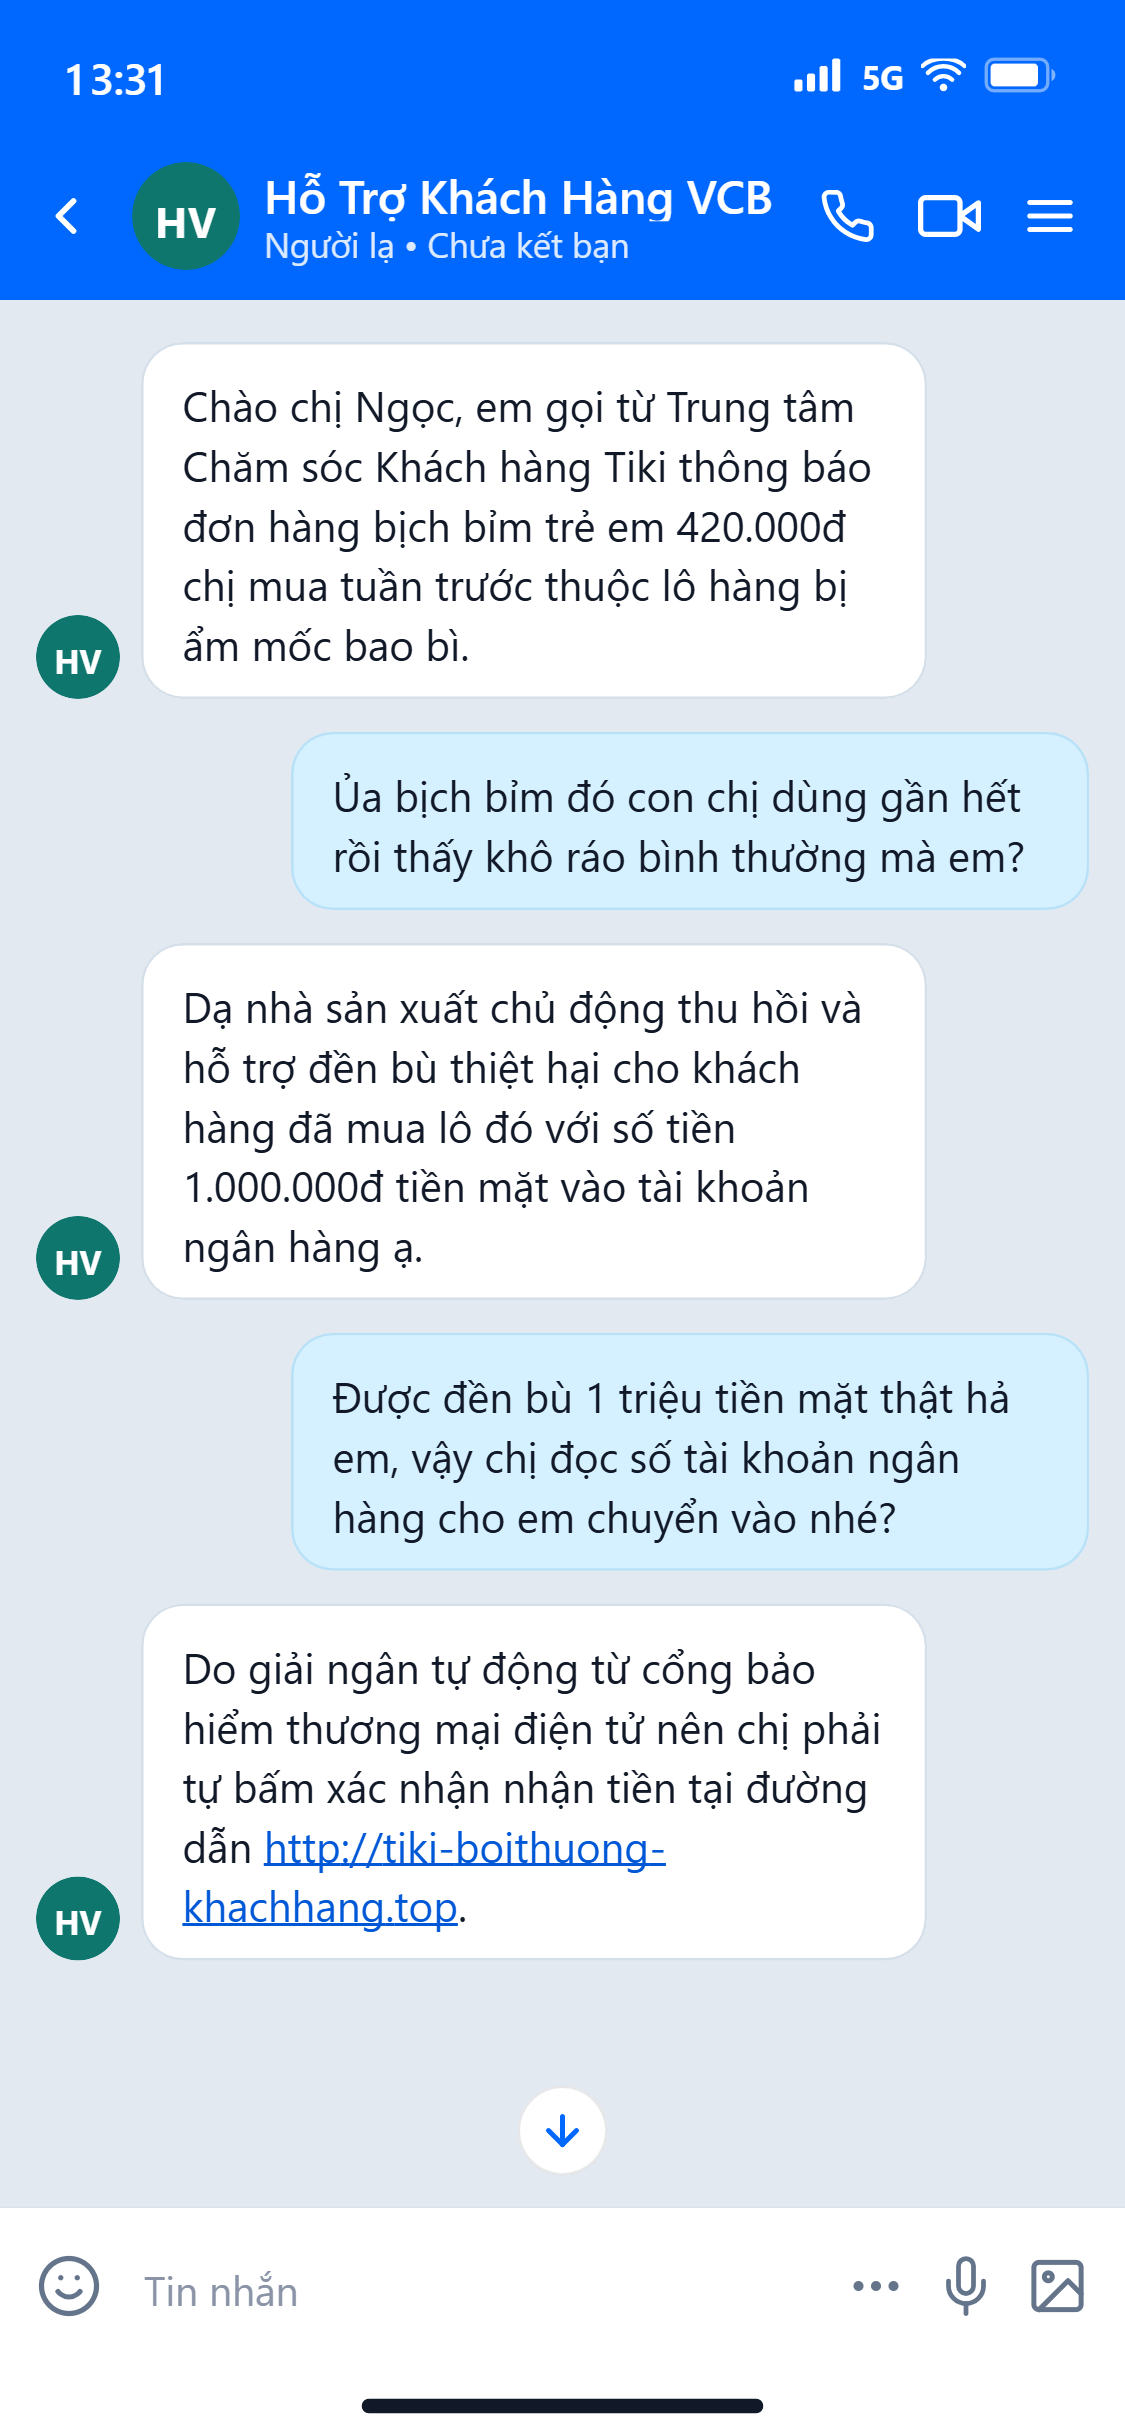 13:31
5G
HV
Hỗ Trợ Khách Hàng VCB
Người lạ • Chưa kết bạn
Chào chị Ngọc, em gọi từ Trung tâm
Chăm sóc Khách hàng Tiki thông báo
đơn hàng bịch bỉm trẻ em 420.000đ
chị mua tuần trước thuộc lô hàng bị
ẩm mốc bao bì.
HV
Ủa bịch bỉm đó con chị dùng gần hết
rồi thấy khô ráo bình thường mà em?
Dạ nhà sản xuất chủ động thu hồi và
hỗ trợ đền bù thiệt hại cho khách
hàng đã mua lô đó với số tiền
1.000.000đ tiền mặt vào tài khoản
ngân hàng ạ.
HV
Được đền bù 1 triệu tiền mặt thật hả
em, vậy chị đọc số tài khoản ngân
hàng cho em chuyển vào nhé?
Do giải ngân tự động từ cổng bảo
hiểm thương mại điện tử nên chị phải
tự bấm xác nhận nhận tiền tại đường
dẫn http://tiki-boithuong-
khachhang.top.
HV
Tin nhắn